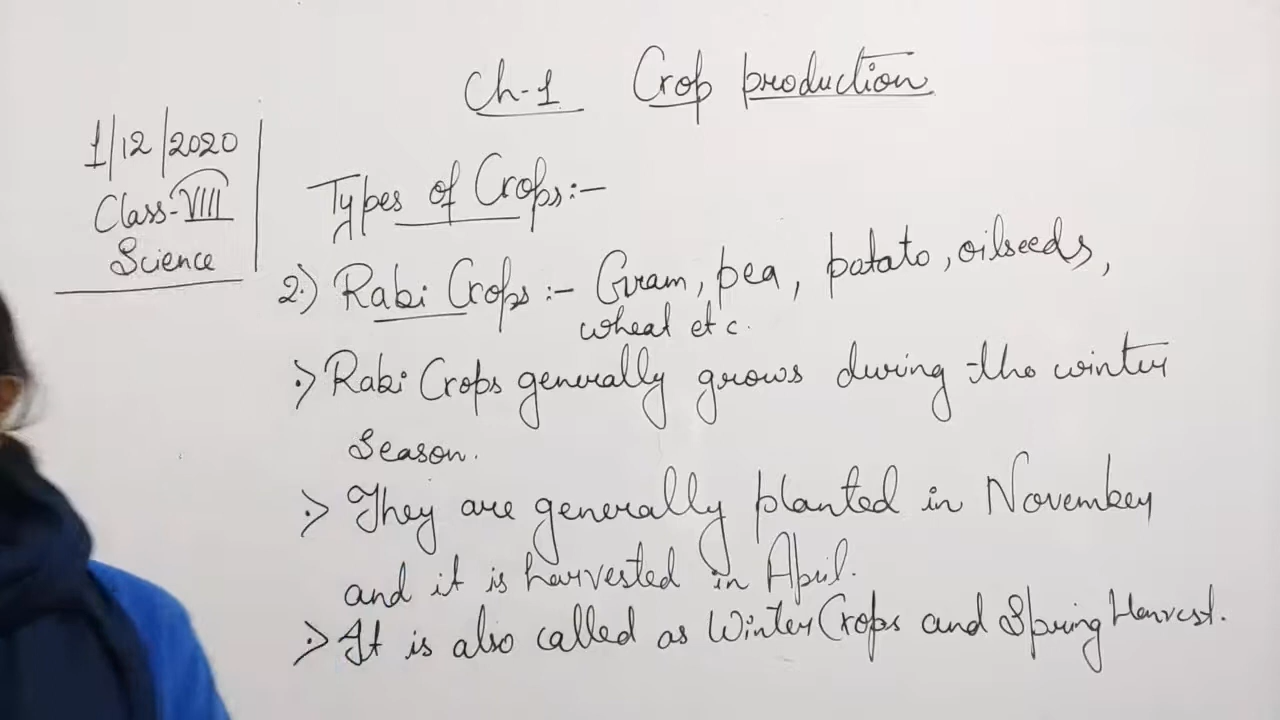 Ch-1 Crop production
1/12/2020
Class-VIII
Science
Types of Crops:-
2.) Rabi Crops:- Gram, pea, patato, oilseeds,
wheat etc.
Rabi Crops generally grows during the winter
Season.
They are generally planted in November
and it is harvested in April.
It is also called as Winter Crops and Spring Harvest.